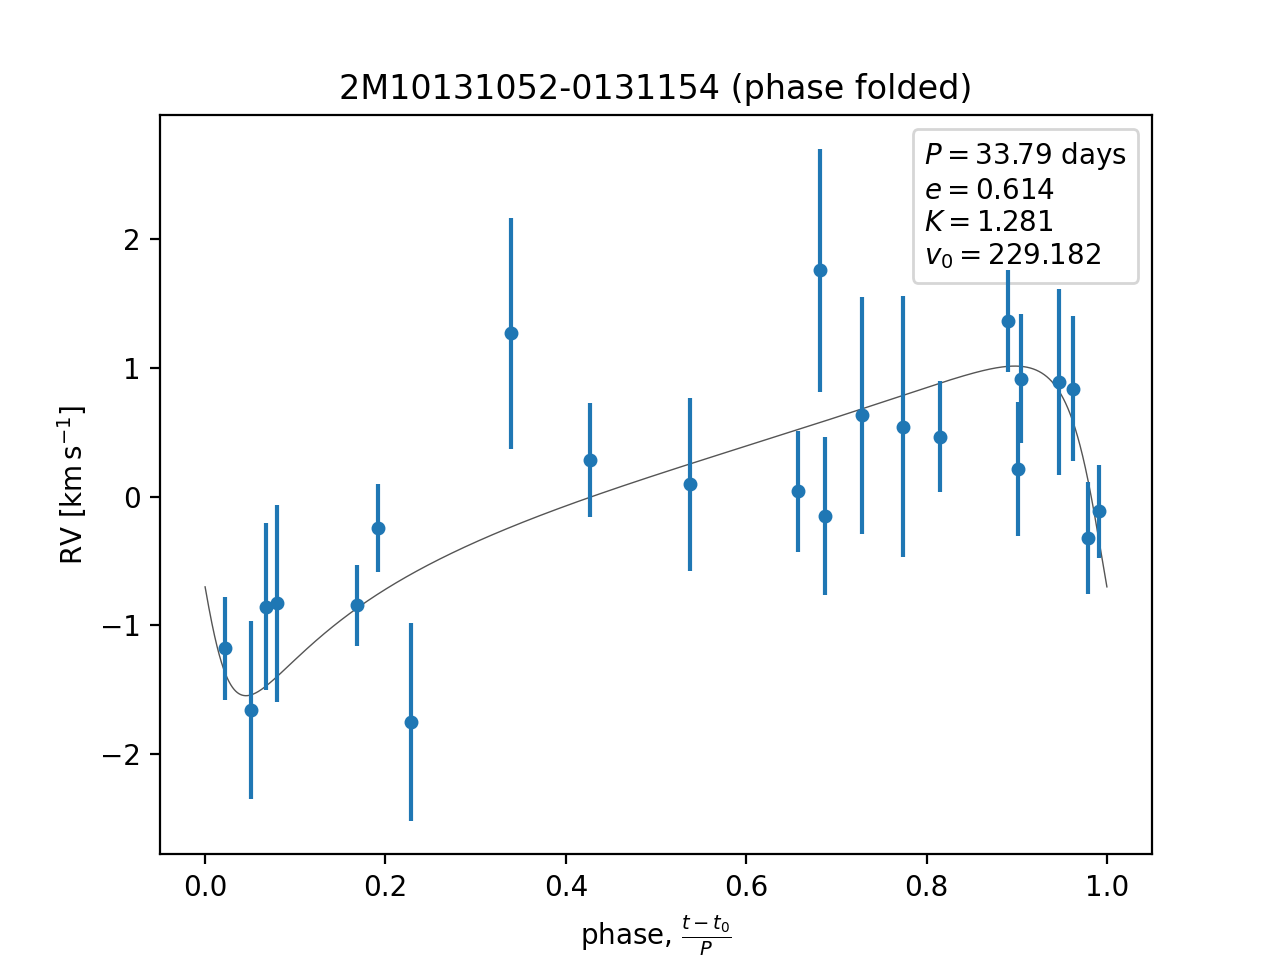 2M10131052-0131154 (phase folded)
P = 33.79 days
e = 0.614
K = 1.281
v₀ = 229.182
RV [km s⁻¹]
2
1
0
−1
−2
0.0 0.2 0.4 0.6 0.8 1.0
phase, (t − t₀)/P